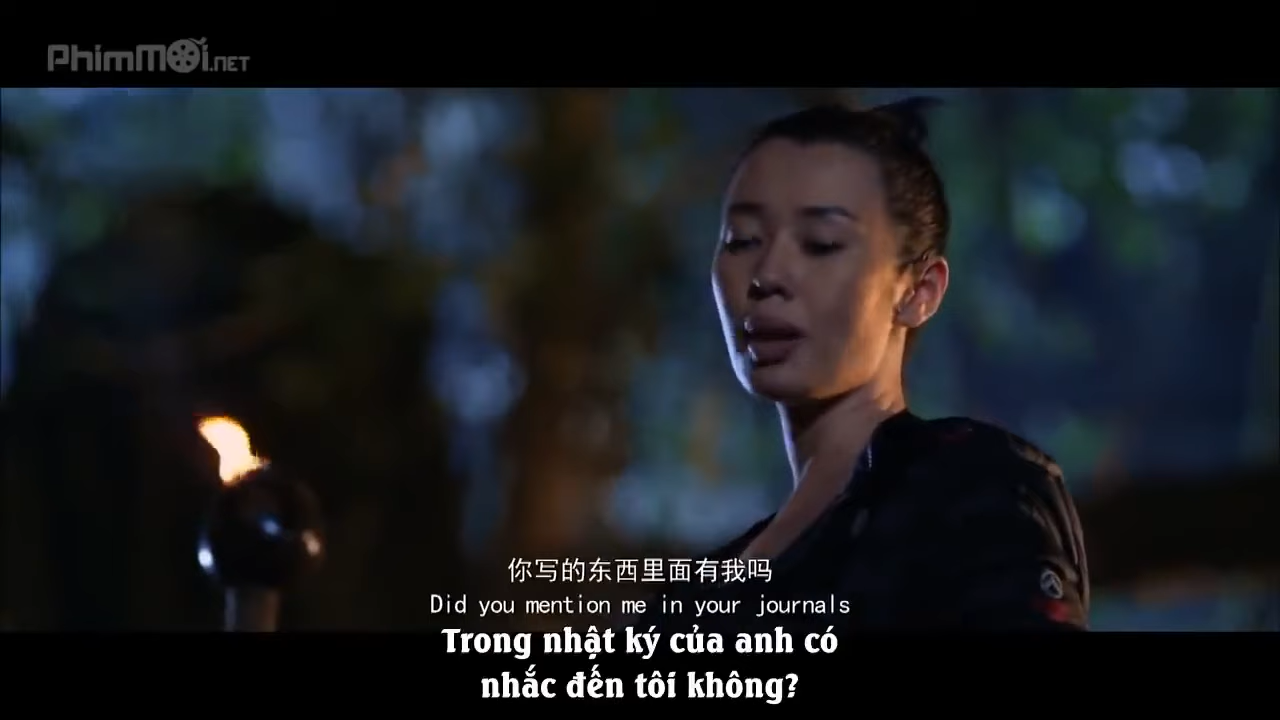 PhimMỚi.NET
你写的东西里面有我吗
Did you mention me in your journals
Trong nhật ký của anh có
nhắc đến tôi không?